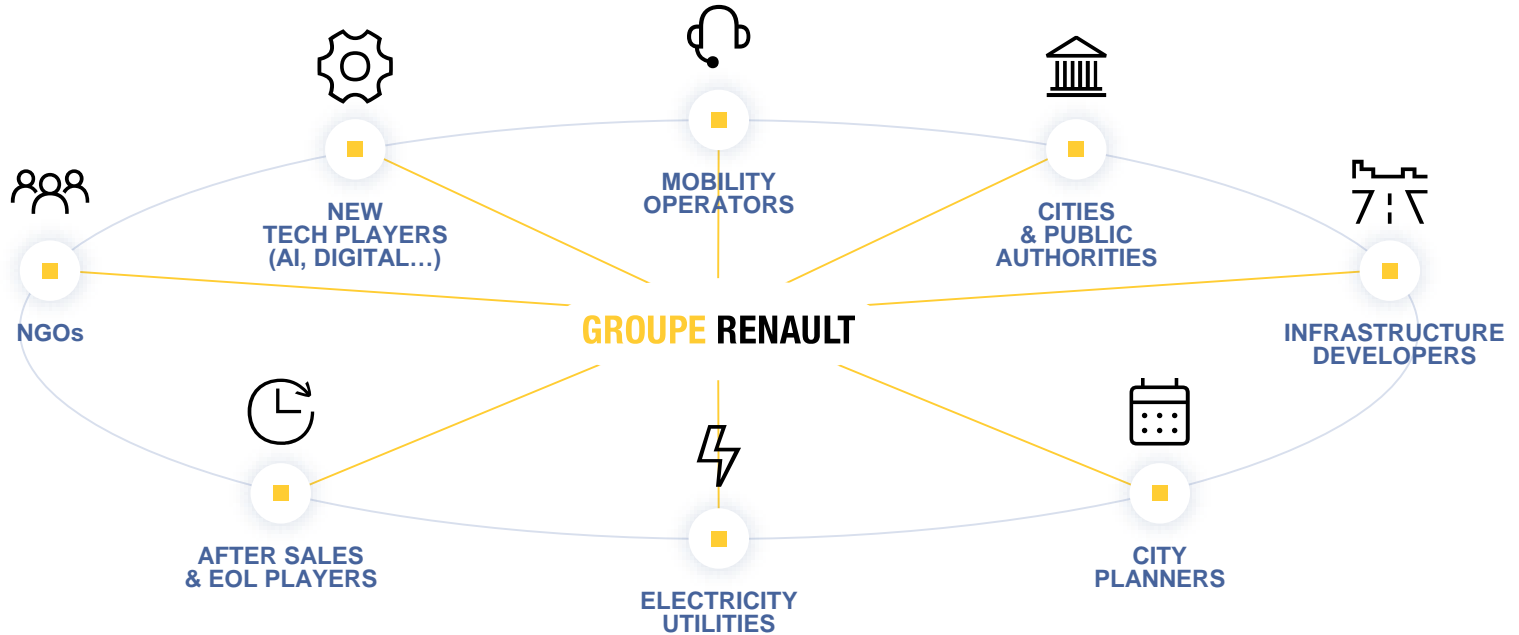 MOBILITY
OPERATORS
NEW
TECH PLAYERS
(AI, DIGITAL…)
CITIES
& PUBLIC
AUTHORITIES
NGOs
GROUPE RENAULT
INFRASTRUCTURE
DEVELOPERS
AFTER SALES
& EOL PLAYERS
ELECTRICITY
UTILITIES
CITY
PLANNERS